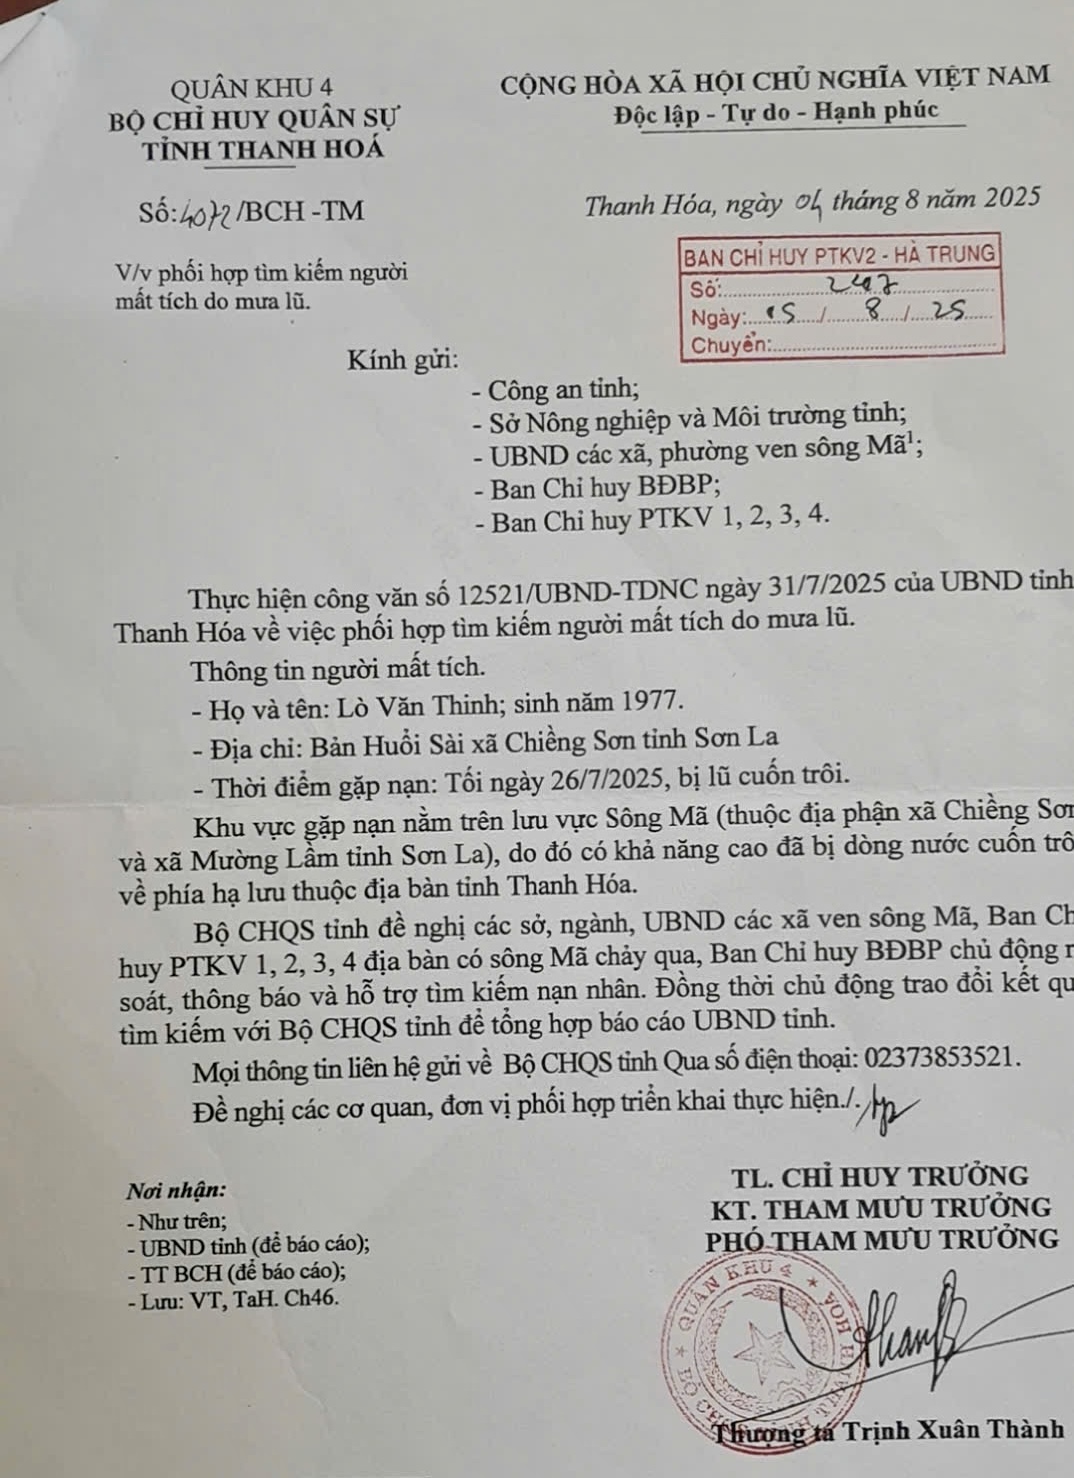 QUÂN KHU 4
BỘ CHỈ HUY QUÂN SỰ
TỈNH THANH HOÁ
Số: 4072/BCH -TM
V/v phối hợp tìm kiếm người
mất tích do mưa lũ.
CỘNG HÒA XÃ HỘI CHỦ NGHĨA VIỆT NAM
Độc lập - Tự do - Hạnh phúc
Thanh Hóa, ngày 04 tháng 8 năm 2025
BAN CHỈ HUY PTKV2 - HÀ TRUNG
Số: 247
Ngày: 05 / 8 / 25
Chuyển:
Kính gửi:
- Công an tỉnh;
- Sở Nông nghiệp và Môi trường tỉnh;
- UBND các xã, phường ven sông Mã¹;
- Ban Chỉ huy BĐBP;
- Ban Chỉ huy PTKV 1, 2, 3, 4.
Thực hiện công văn số 12521/UBND-TDNC ngày 31/7/2025 của UBND tỉnh
Thanh Hóa về việc phối hợp tìm kiếm người mất tích do mưa lũ.
Thông tin người mất tích.
- Họ và tên: Lò Văn Thinh; sinh năm 1977.
- Địa chỉ: Bản Huổi Sài xã Chiềng Sơn tỉnh Sơn La
- Thời điểm gặp nạn: Tối ngày 26/7/2025, bị lũ cuốn trôi.
Khu vực gặp nạn nằm trên lưu vực Sông Mã (thuộc địa phận xã Chiềng Sơn
và xã Mường Lầm tỉnh Sơn La), do đó có khả năng cao đã bị dòng nước cuốn trô
về phía hạ lưu thuộc địa bàn tỉnh Thanh Hóa.
Bộ CHQS tỉnh đề nghị các sở, ngành, UBND các xã ven sông Mã, Ban Ch
huy PTKV 1, 2, 3, 4 địa bàn có sông Mã chảy qua, Ban Chỉ huy BĐBP chủ động r
soát, thông báo và hỗ trợ tìm kiếm nạn nhân. Đồng thời chủ động trao đổi kết qu
tìm kiếm với Bộ CHQS tỉnh để tổng hợp báo cáo UBND tỉnh.
Mọi thông tin liên hệ gửi về Bộ CHQS tỉnh Qua số điện thoại: 02373853521.
Đề nghị các cơ quan, đơn vị phối hợp triển khai thực hiện./.
Nơi nhận:
- Như trên;
- UBND tỉnh (để báo cáo);
- TT BCH (để báo cáo);
- Lưu: VT, TaH. Ch46.
TL. CHỈ HUY TRƯỞNG
KT. THAM MƯU TRƯỞNG
PHÓ THAM MƯU TRƯỞNG
QUÂN KHU 4
BỘ CHQS TỈNH THANH HÓA
Thượng tá Trịnh Xuân Thành